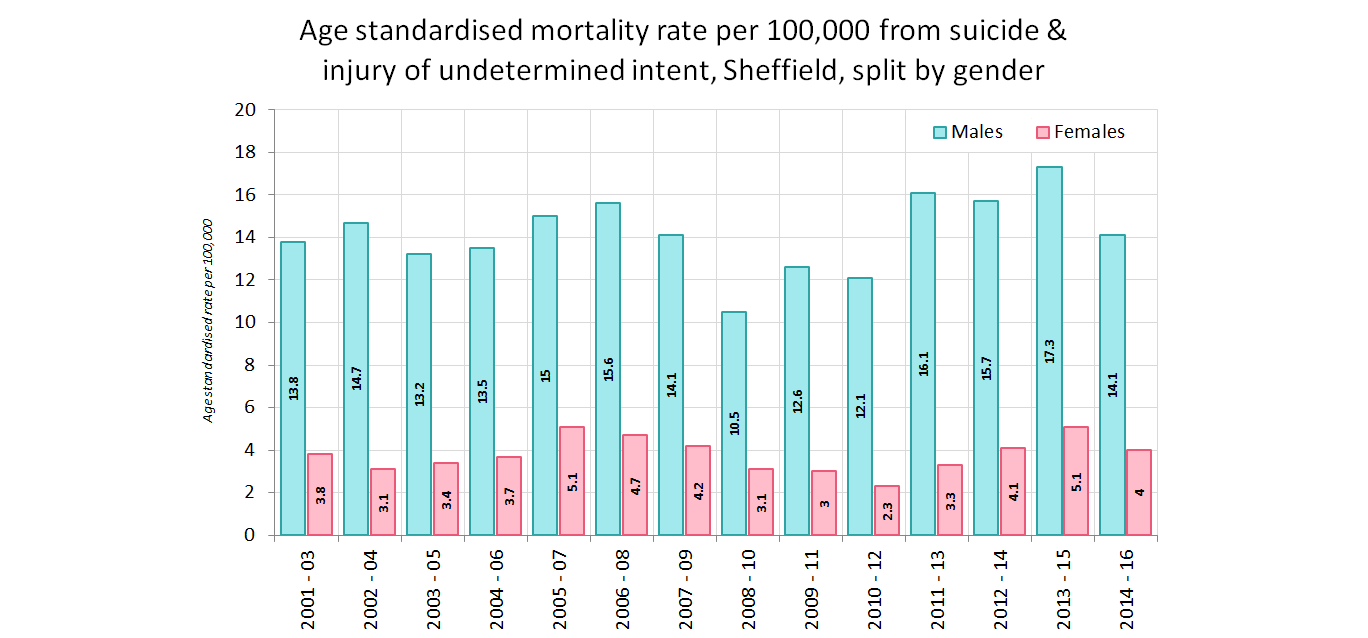 Age standardised mortality rate per 100,000 from suicide &
injury of undetermined intent, Sheffield, split by gender
Males
Females
Age standardised rate per 100,000
20
18
16
14
12
10
8
6
4
2
0
13.8
3.8
14.7
3.1
13.2
3.4
13.5
3.7
15
5.1
15.6
4.7
14.1
4.2
10.5
3.1
12.6
3
12.1
2.3
16.1
3.3
15.7
4.1
17.3
5.1
14.1
4
2001 - 03
2002 - 04
2003 - 05
2004 - 06
2005 - 07
2006 - 08
2007 - 09
2008 - 10
2009 - 11
2010 - 12
2011 - 13
2012 - 14
2013 - 15
2014 - 16